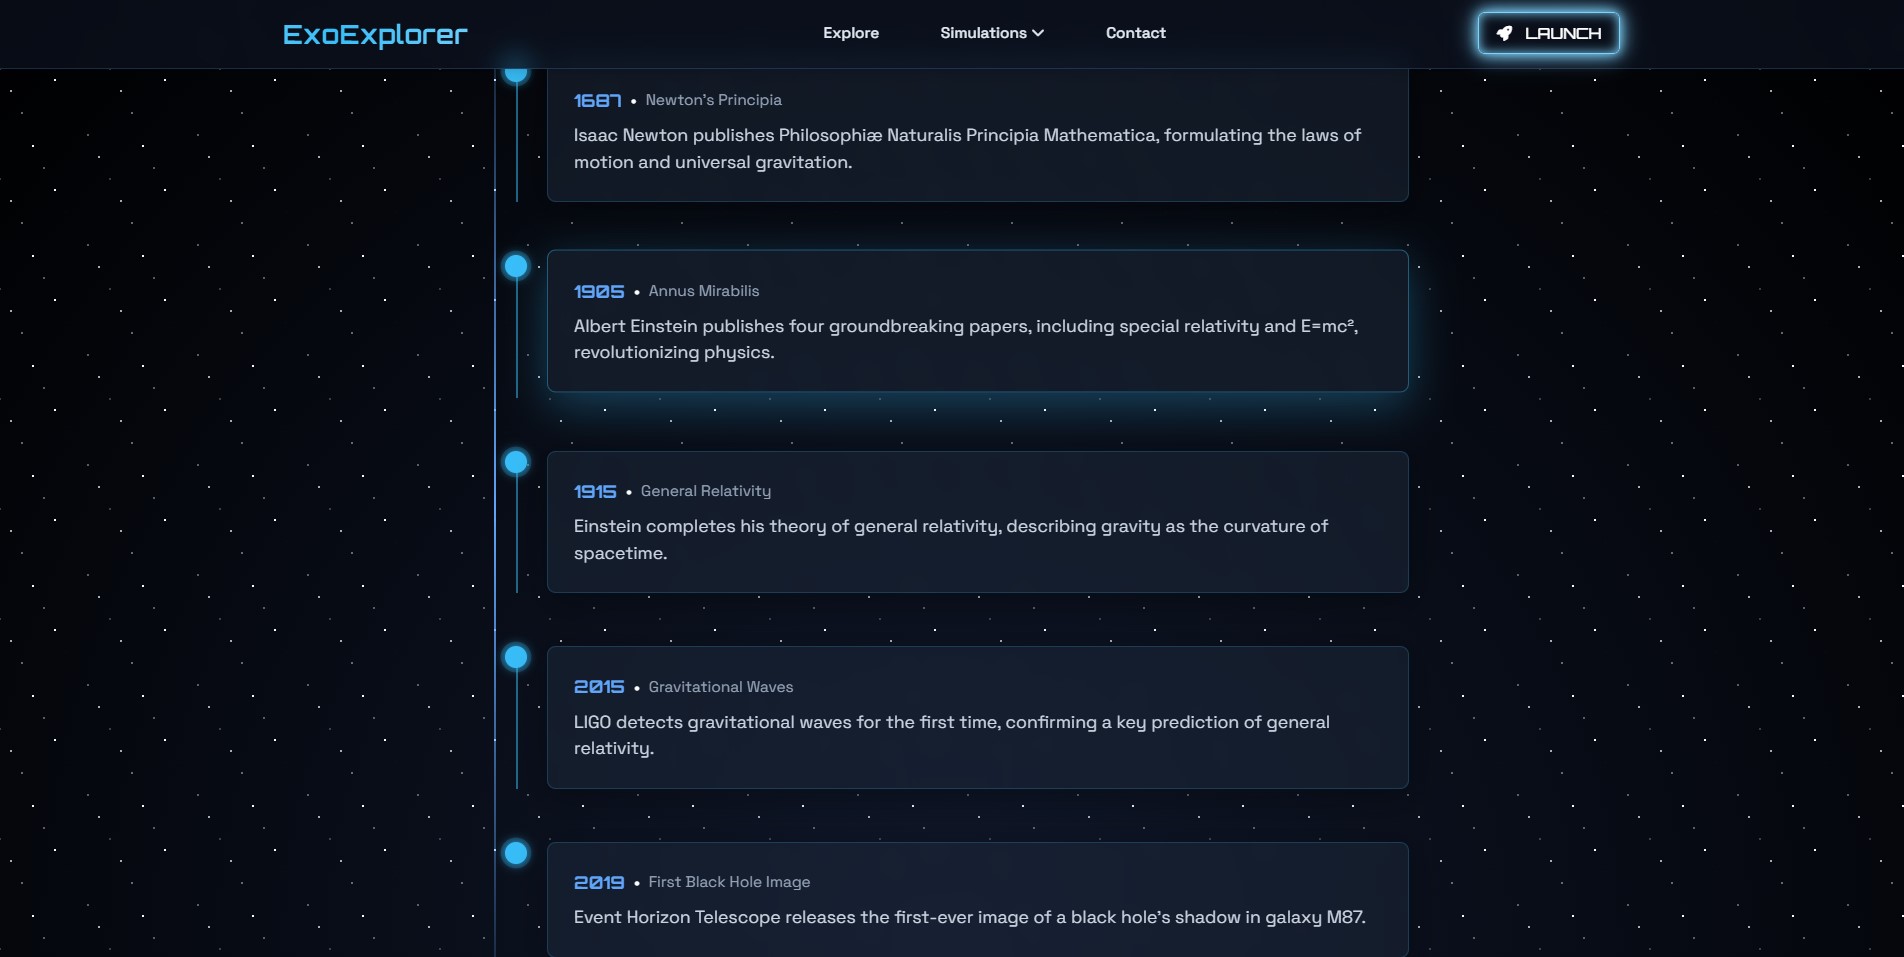 ExoExplorer
Explore
Simulations
Contact
LAUNCH
1687 • Newton's Principia
Isaac Newton publishes Philosophiæ Naturalis Principia Mathematica, formulating the laws of
motion and universal gravitation.
1905 • Annus Mirabilis
Albert Einstein publishes four groundbreaking papers, including special relativity and E=mc²,
revolutionizing physics.
1915 • General Relativity
Einstein completes his theory of general relativity, describing gravity as the curvature of
spacetime.
2015 • Gravitational Waves
LIGO detects gravitational waves for the first time, confirming a key prediction of general
relativity.
2019 • First Black Hole Image
Event Horizon Telescope releases the first-ever image of a black hole's shadow in galaxy M87.